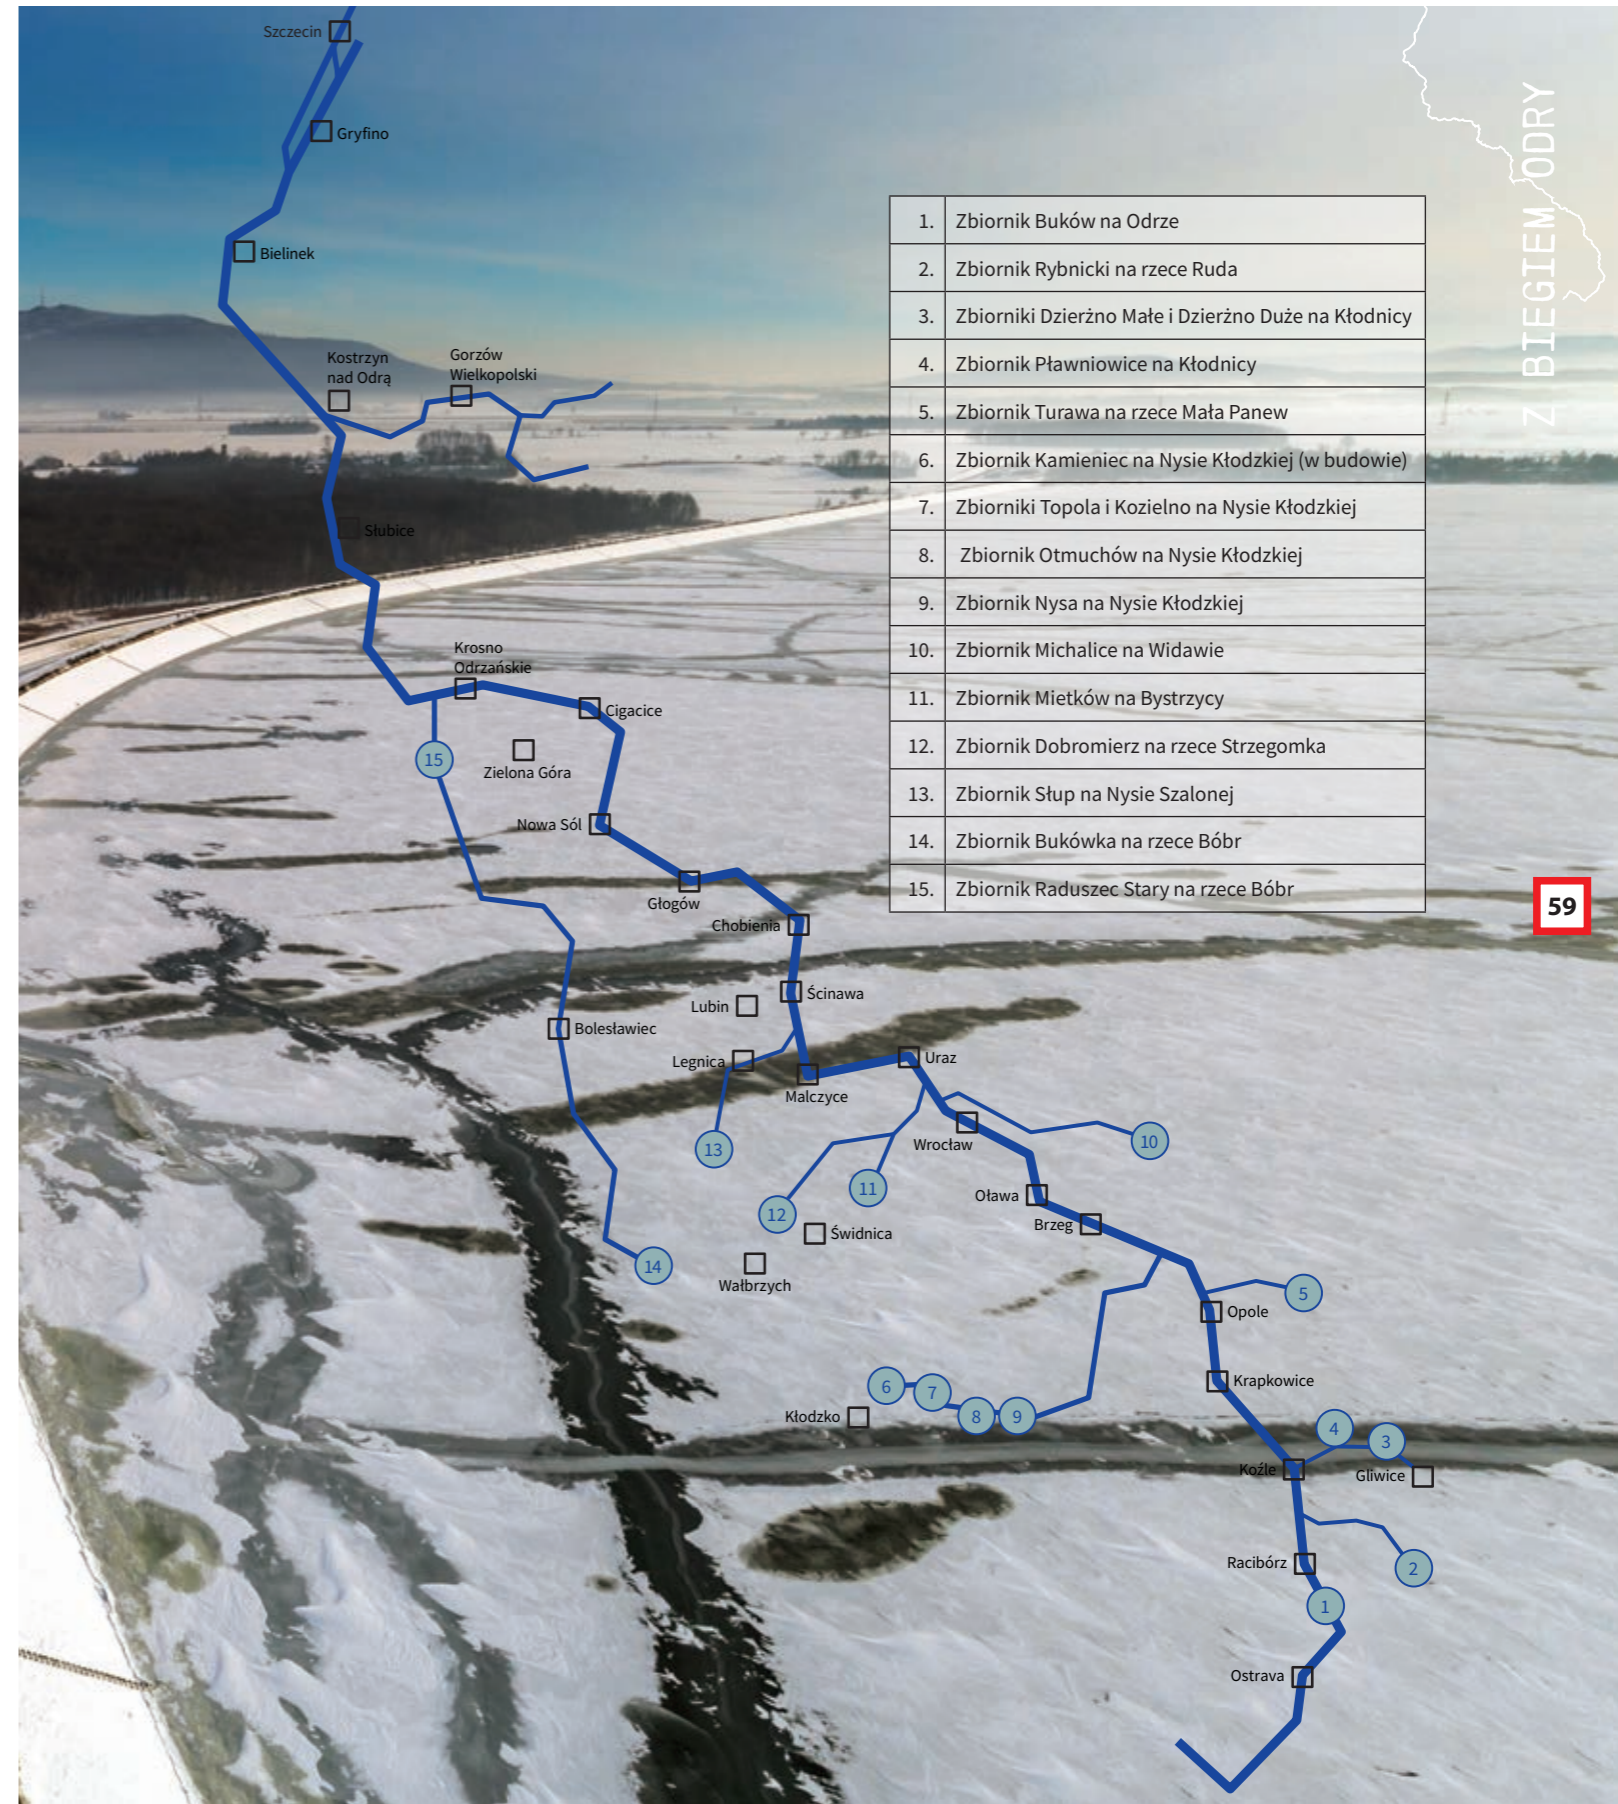 Szczecin
Gryfino
Bielinek
Kostrzyn
nad Odrą
Gorzów
Wielkopolski
Słubice
Krosno
Odrzańskie
Cigacice
15
Zielona Góra
Nowa Sól
Głogów
Chobienia
Ścinawa
Lubin
Bolesławiec
Legnica
Uraz
Malczyce
Wrocław
10
13
11
12
Oława
Brzeg
Świdnica
14
Wałbrzych
5
Opole
Krapkowice
6
7
8
9
Kłodzko
4
3
Koźle
Gliwice
Racibórz
2
1
Ostrava
1. Zbiornik Buków na Odrze
2. Zbiornik Rybnicki na rzece Ruda
3. Zbiorniki Dzierżno Małe i Dzierżno Duże na Kłodnicy
4. Zbiornik Pławniowice na Kłodnicy
5. Zbiornik Turawa na rzece Mała Panew
6. Zbiornik Kamieniec na Nysie Kłodzkiej (w budowie)
7. Zbiorniki Topola i Kozielno na Nysie Kłodzkiej
8. Zbiornik Otmuchów na Nysie Kłodzkiej
9. Zbiornik Nysa na Nysie Kłodzkiej
10. Zbiornik Michalice na Widawie
11. Zbiornik Mietków na Bystrzycy
12. Zbiornik Dobromierz na rzece Strzegomka
13. Zbiornik Słup na Nysie Szalonej
14. Zbiornik Bukówka na rzece Bóbr
15. Zbiornik Raduszec Stary na rzece Bóbr
Z BIEGIEM ODRY
59